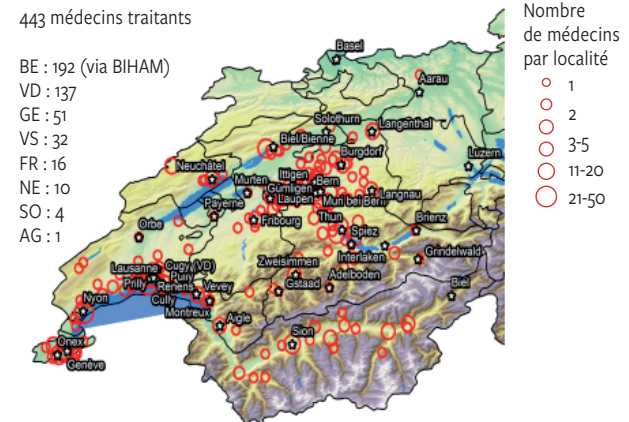 443 médecins traitants
BE : 192 (via BIHAM)
VD : 137
GE : 51
VS : 32
FR : 16
NE : 10
SO : 4
AG : 1
Nombre
de médecins
par localité
1
2
3-5
11-20
21-50
Basel
Aarau
Solothurn
Langenthal
Biel/Bienne
Luzern
Burgdorf
Neuchâtel
Ittigen
Murten
Bern
Gümligen
Langnau
Laupen
Muri bei Bern
Payerne
Fribourg
Thun
Orbe
Brienz
Spiez
Interlaken
Grindelwald
Lausanne
Cugy (VD)
Zweisimmen
Prilly
Pully
Adelboden
Renens
Gstaad
Biel
Nyon
Cully
Vevey
Montreux
Aigle
Sion
Onex
Genève